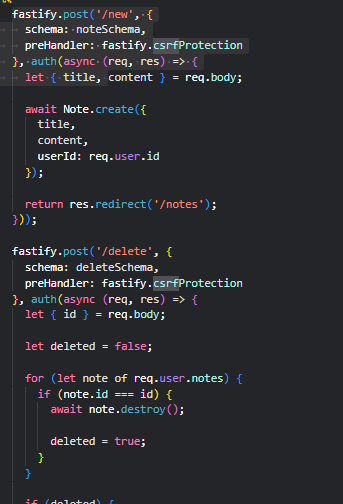 fastify.post('/new', {
schema: noteSchema,
preHandler: fastify.csrfProtection
}, auth(async (req, res) => {
let { title, content } = req.body;
await Note.create({
title,
content,
userId: req.user.id
});
return res.redirect('/notes');
}));
fastify.post('/delete', {
schema: deleteSchema,
preHandler: fastify.csrfProtection
}, auth(async (req, res) => {
let { id } = req.body;
let deleted = false;
for (let note of req.user.notes) {
if (note.id === id) {
await note.destroy();
deleted = true;
}
}
if (deleted) {